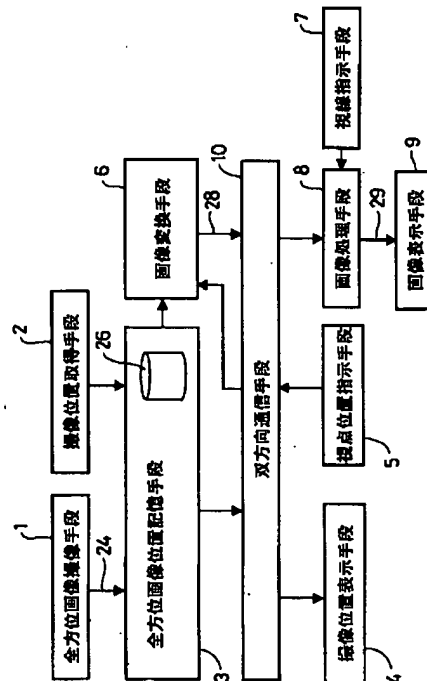 1
全方位画像撮像手段
24
2
撮像位置取得手段
全方位画像位置記憶手段
26
3
6
画像変換手段
28
10
双方向通信手段
撮像位置表示手段
4
視点位置指示手段
5
7
視線指示手段
8
画像処理手段
29
9
画像表示手段